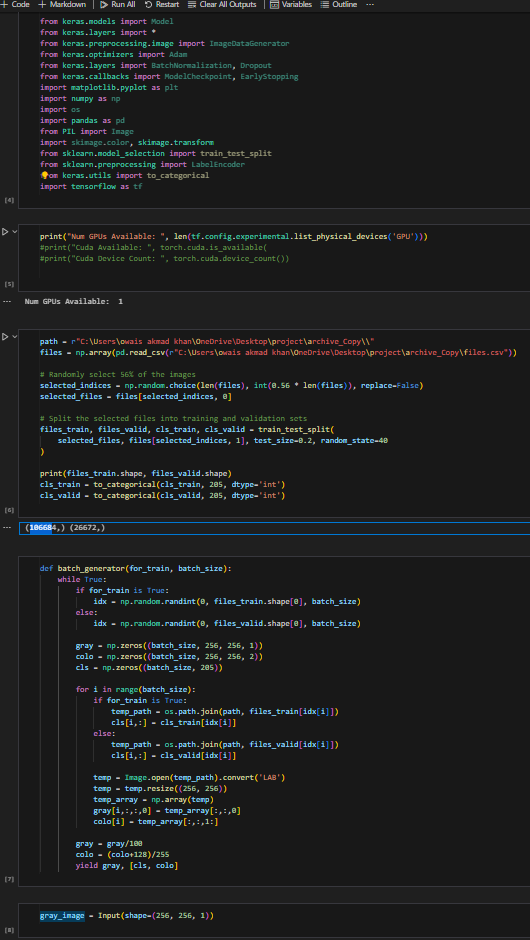 + Code + Markdown | Run All Restart Clear All Outputs | Variables Outline ...
from keras.models import Model
from keras.layers import *
from keras.preprocessing.image import ImageDataGenerator
from keras.optimizers import Adam
from keras.layers import BatchNormalization, Dropout
from keras.callbacks import ModelCheckpoint, EarlyStopping
import matplotlib.pyplot as plt
import numpy as np
import os
import pandas as pd
from PIL import Image
import skimage.color, skimage.transform
from sklearn.model_selection import train_test_split
from sklearn.preprocessing import LabelEncoder
om keras.utils import to_categorical
import tensorflow as tf
[4]
print("Num GPUs Available: ", len(tf.config.experimental.list_physical_devices('GPU')))
#print("Cuda Available: ", torch.cuda.is_available(
#print("Cuda Device Count: ", torch.cuda.device_count())
[5]
... Num GPUs Available:  1
path = r"C:\Users\owais akmad khan\OneDrive\Desktop\project\archive_Copy\\"
files = np.array(pd.read_csv(r"C:\Users\owais akmad khan\OneDrive\Desktop\project\archive_Copy\files.csv"))
# Randomly select 56% of the images
selected_indices = np.random.choice(len(files), int(0.56 * len(files)), replace=False)
selected_files = files[selected_indices, 0]
# Split the selected files into training and validation sets
files_train, files_valid, cls_train, cls_valid = train_test_split(
selected_files, files[selected_indices, 1], test_size=0.2, random_state=40
)
print(files_train.shape, files_valid.shape)
cls_train = to_categorical(cls_train, 205, dtype='int')
cls_valid = to_categorical(cls_valid, 205, dtype='int')
[6]
... (106684,) (26672,)
def batch_generator(for_train, batch_size):
while True:
if for_train is True:
idx = np.random.randint(0, files_train.shape[0], batch_size)
else:
idx = np.random.randint(0, files_valid.shape[0], batch_size)
gray = np.zeros((batch_size, 256, 256, 1))
colo = np.zeros((batch_size, 256, 256, 2))
cls = np.zeros((batch_size, 205))
for i in range(batch_size):
if for_train is True:
temp_path = os.path.join(path, files_train[idx[i]])
cls[i,:] = cls_train[idx[i]]
else:
temp_path = os.path.join(path, files_valid[idx[i]])
cls[i,:] = cls_valid[idx[i]]
temp = Image.open(temp_path).convert('LAB')
temp = temp.resize((256, 256))
temp_array = np.array(temp)
gray[i,:,:,0] = temp_array[:,:,0]
colo[i] = temp_array[:,:,1:]
gray = gray/100
colo = (colo+128)/255
yield gray, [cls, colo]
[7]
gray_image = Input(shape=(256, 256, 1))
[8]